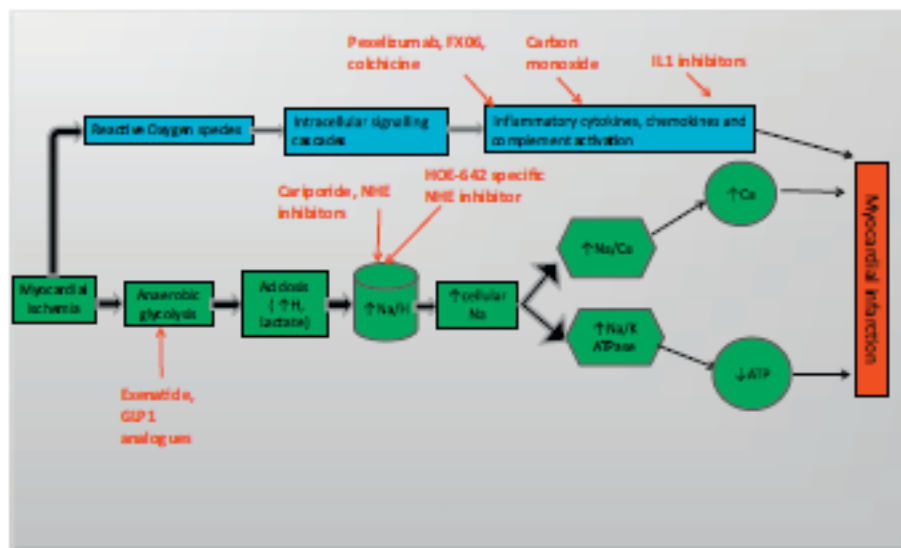 Pexelizumab, FX06,
colchicine
Carbon
monoxide
IL1 inhibitors
Reactive Oxygen species
Intracellular signalling
cascades
Inflammatory cytokines, chemokines and
complement activation
Cariporide, NHE
inhibitors
HOE-642 specific
NHE inhibitor
↑Ca
↑Na/Ca
Myocardial infarction
Myocardial
ischemia
Anaerobic
glycolysis
Acidosis
( ↑H,
lactate)
↑Na/H
↑cellular
Na
↑Na/K
ATPase
↓ATP
Exenatide,
GLP1
analogues